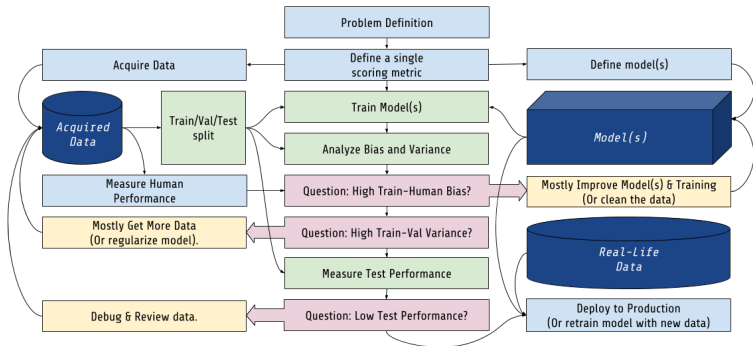 Problem Definition
Acquire Data
Define a single
scoring metric
Define model(s)
Acquired
Data
Train/Val/Test
split
Train Model(s)
Model(s)
Analyze Bias and Variance
Measure Human
Performance
Question: High Train-Human Bias?
Mostly Improve Model(s) & Training
(Or clean the data)
Mostly Get More Data
(Or regularize model).
Question: High Train-Val Variance?
Real-Life
Data
Measure Test Performance
Debug & Review data.
Question: Low Test Performance?
Deploy to Production
(Or retrain model with new data)